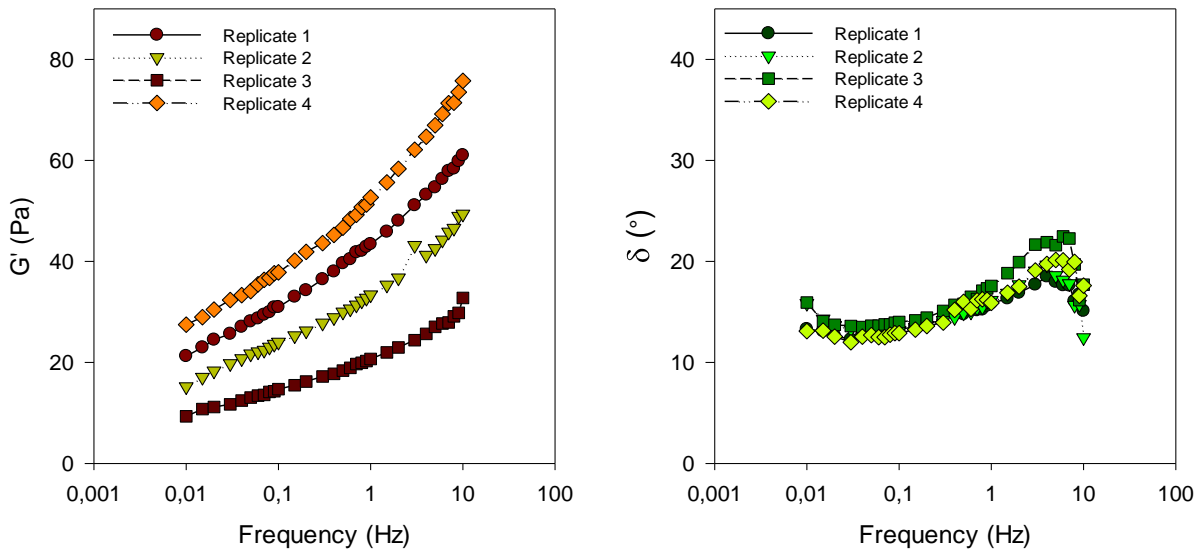 Replicate 1
Replicate 2
Replicate 3
Replicate 4
80
60
40
20
0
G' (Pa)
0,001 0,01 0,1 1 10 100
Frequency (Hz)
Replicate 1
Replicate 2
Replicate 3
Replicate 4
40
30
20
10
0
δ (°)
0,001 0,01 0,1 1 10 100
Frequency (Hz)